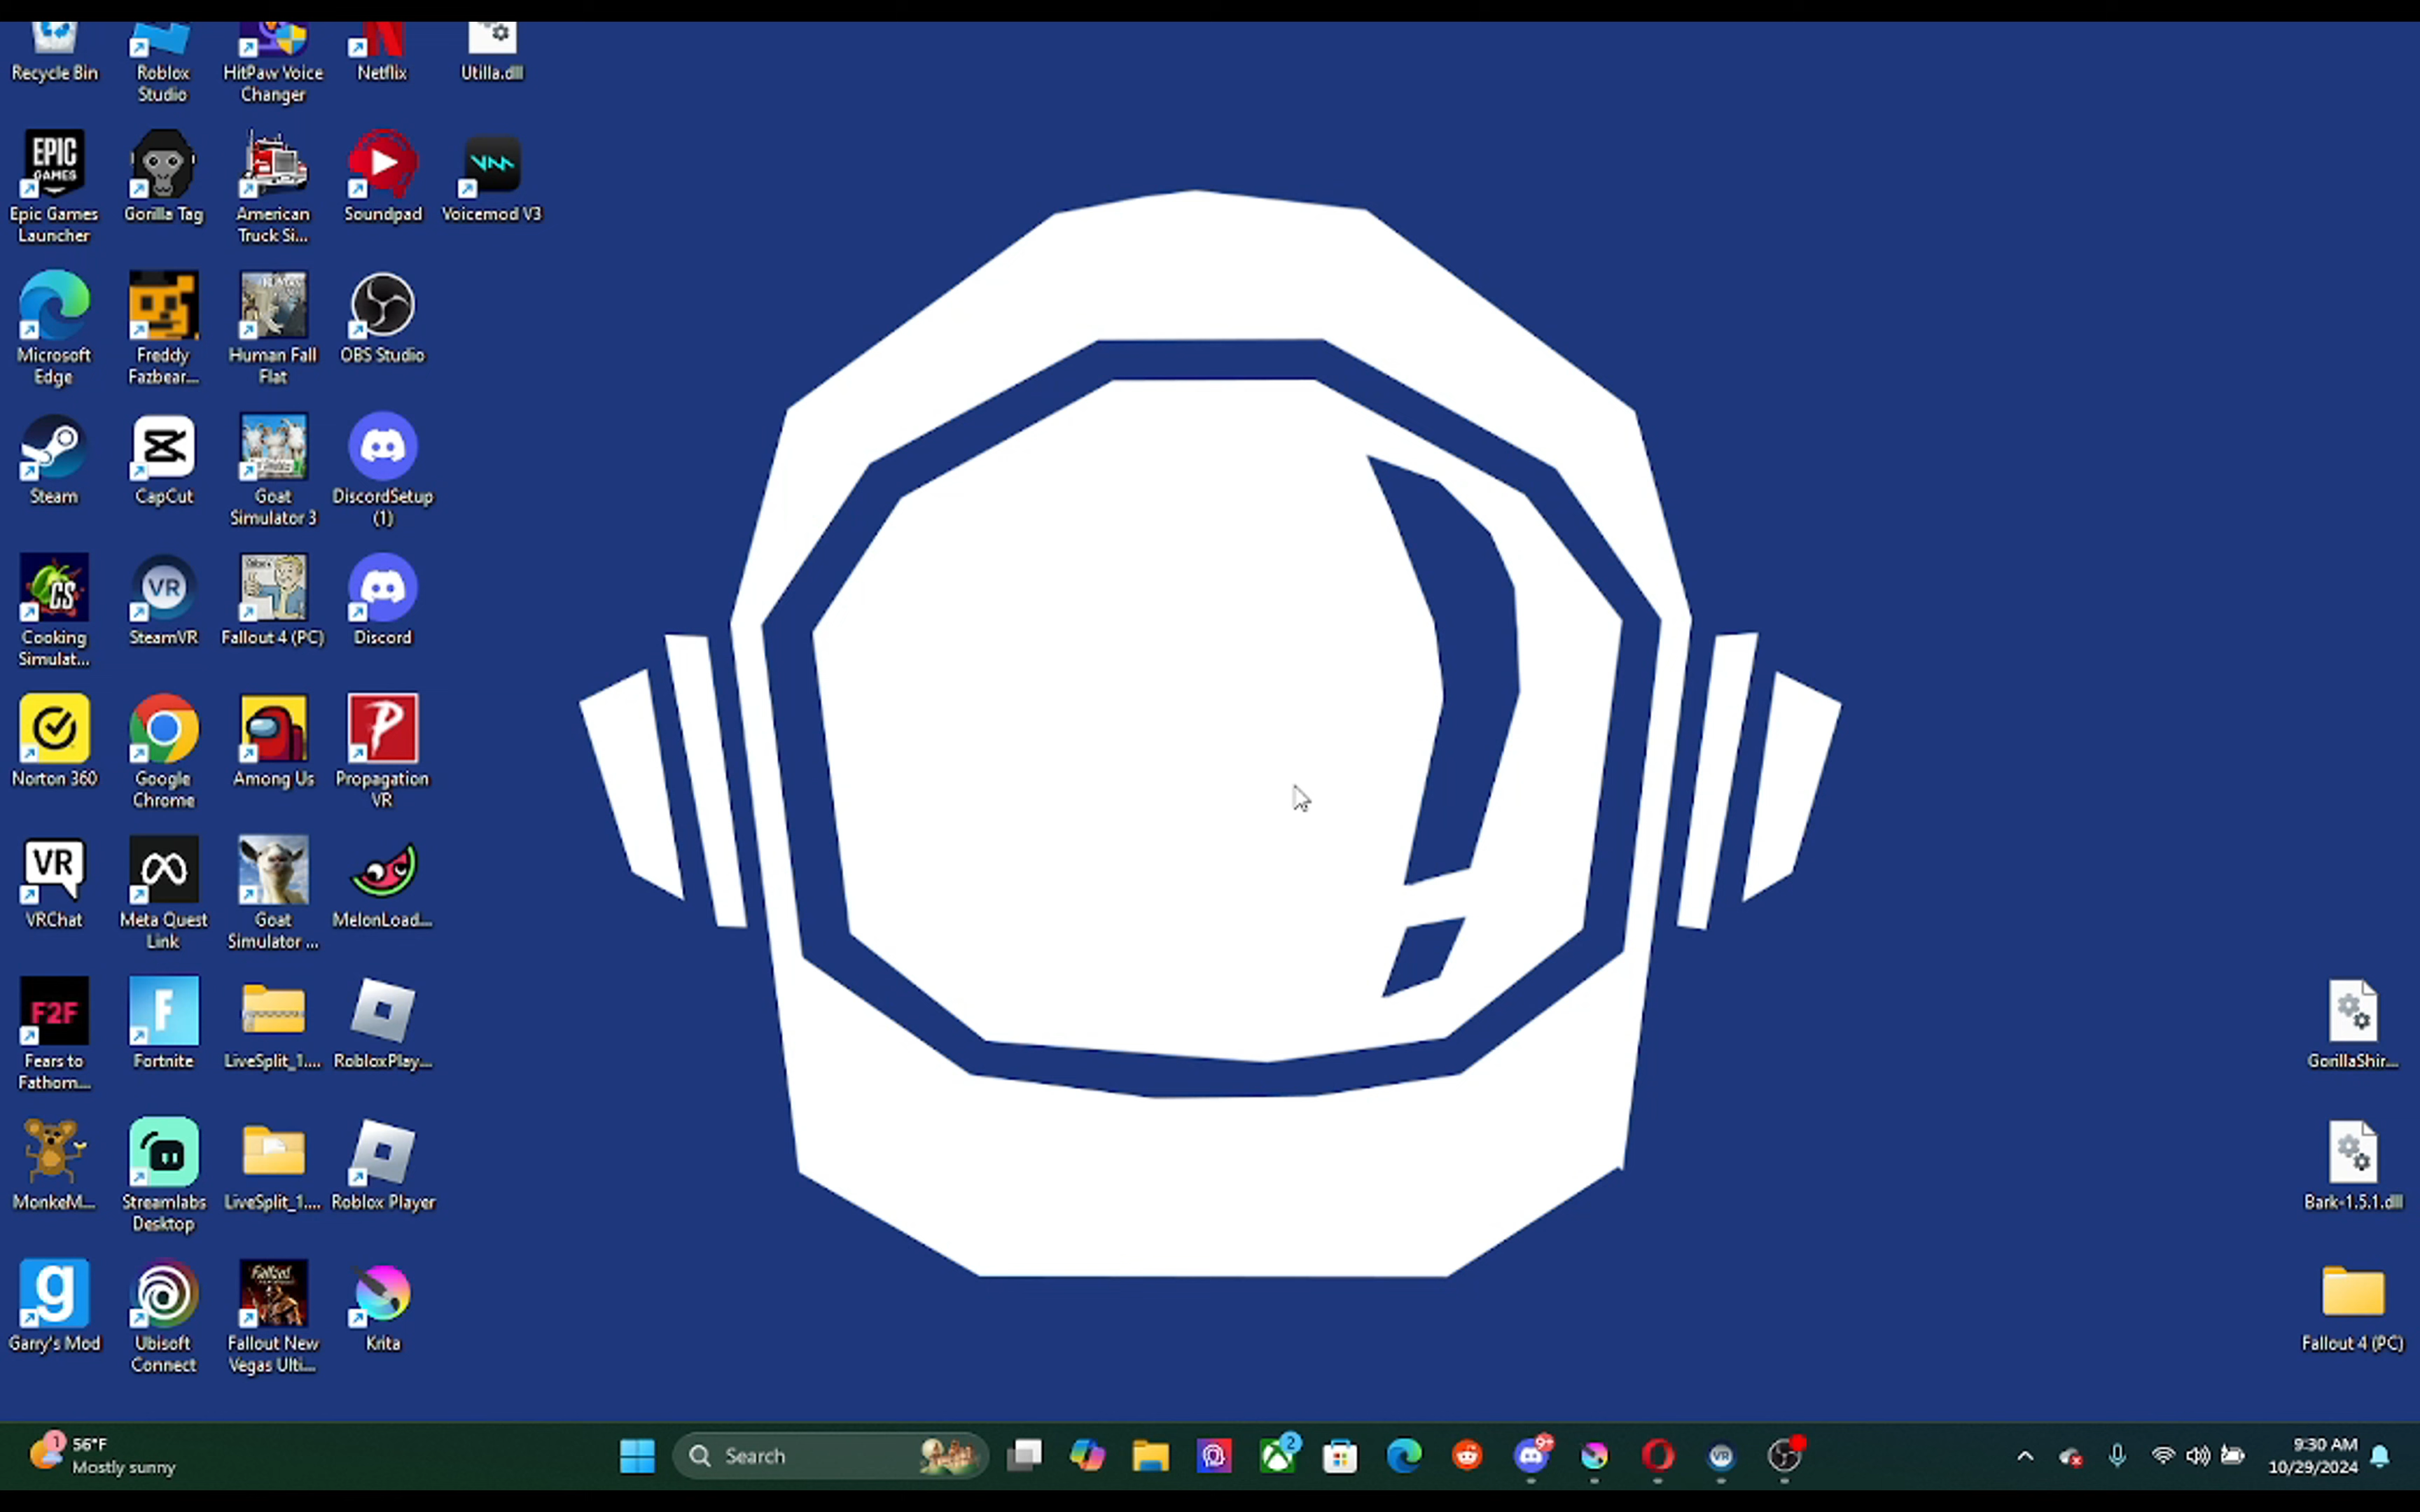 Recycle Bin
Roblox
Studio
HitPaw Voice
Changer
Netflix
Utilla.dll
EPIC
GAMES
Epic Games
Launcher
Gorilla Tag
American
Truck Si...
Soundpad
Voicemod V3
Microsoft
Edge
Freddy
Fazbear...
Human Fall
Flat
OBS Studio
Steam
CapCut
Goat
Simulator 3
DiscordSetup
(1)
CS
Cooking
Simulat...
VR
SteamVR
Fallout 4 (PC)
Discord
Norton 360
Google
Chrome
Among Us
P
Propagation
VR
VR
VRChat
Meta Quest
Link
Goat
Simulator ...
MelonLoad...
F2F
Fears to
Fathom...
F
Fortnite
LiveSplit_1....
RobloxPlay...
GorillaShir...
MonkeM...
Streamlabs
Desktop
LiveSplit_1....
Roblox Player
Bark-1.5.1.dll
g
Garry's Mod
Ubisoft
Connect
Fallout
Fallout New
Vegas Ulti...
Krita
Fallout 4 (PC)
1
56°F
Mostly sunny
Search
2
9+
VR
9:30 AM
10/29/2024